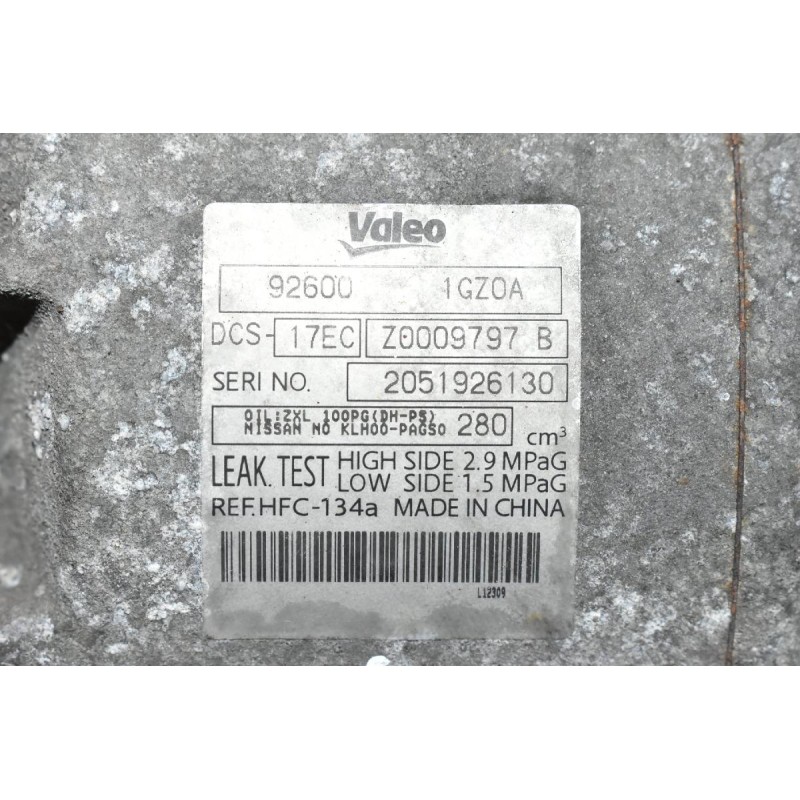 Valeo
92600 1GZ0A
DCS-17EC Z0009797 B
SERI NO. 2051926130
OIL:ZXL 100PG(DH-PS)
NISSAN NO KLH00-PAGS0 280 cm³
LEAK. TEST HIGH SIDE 2.9 MPaG
LOW SIDE 1.5 MPaG
REF.HFC-134a MADE IN CHINA
L12309